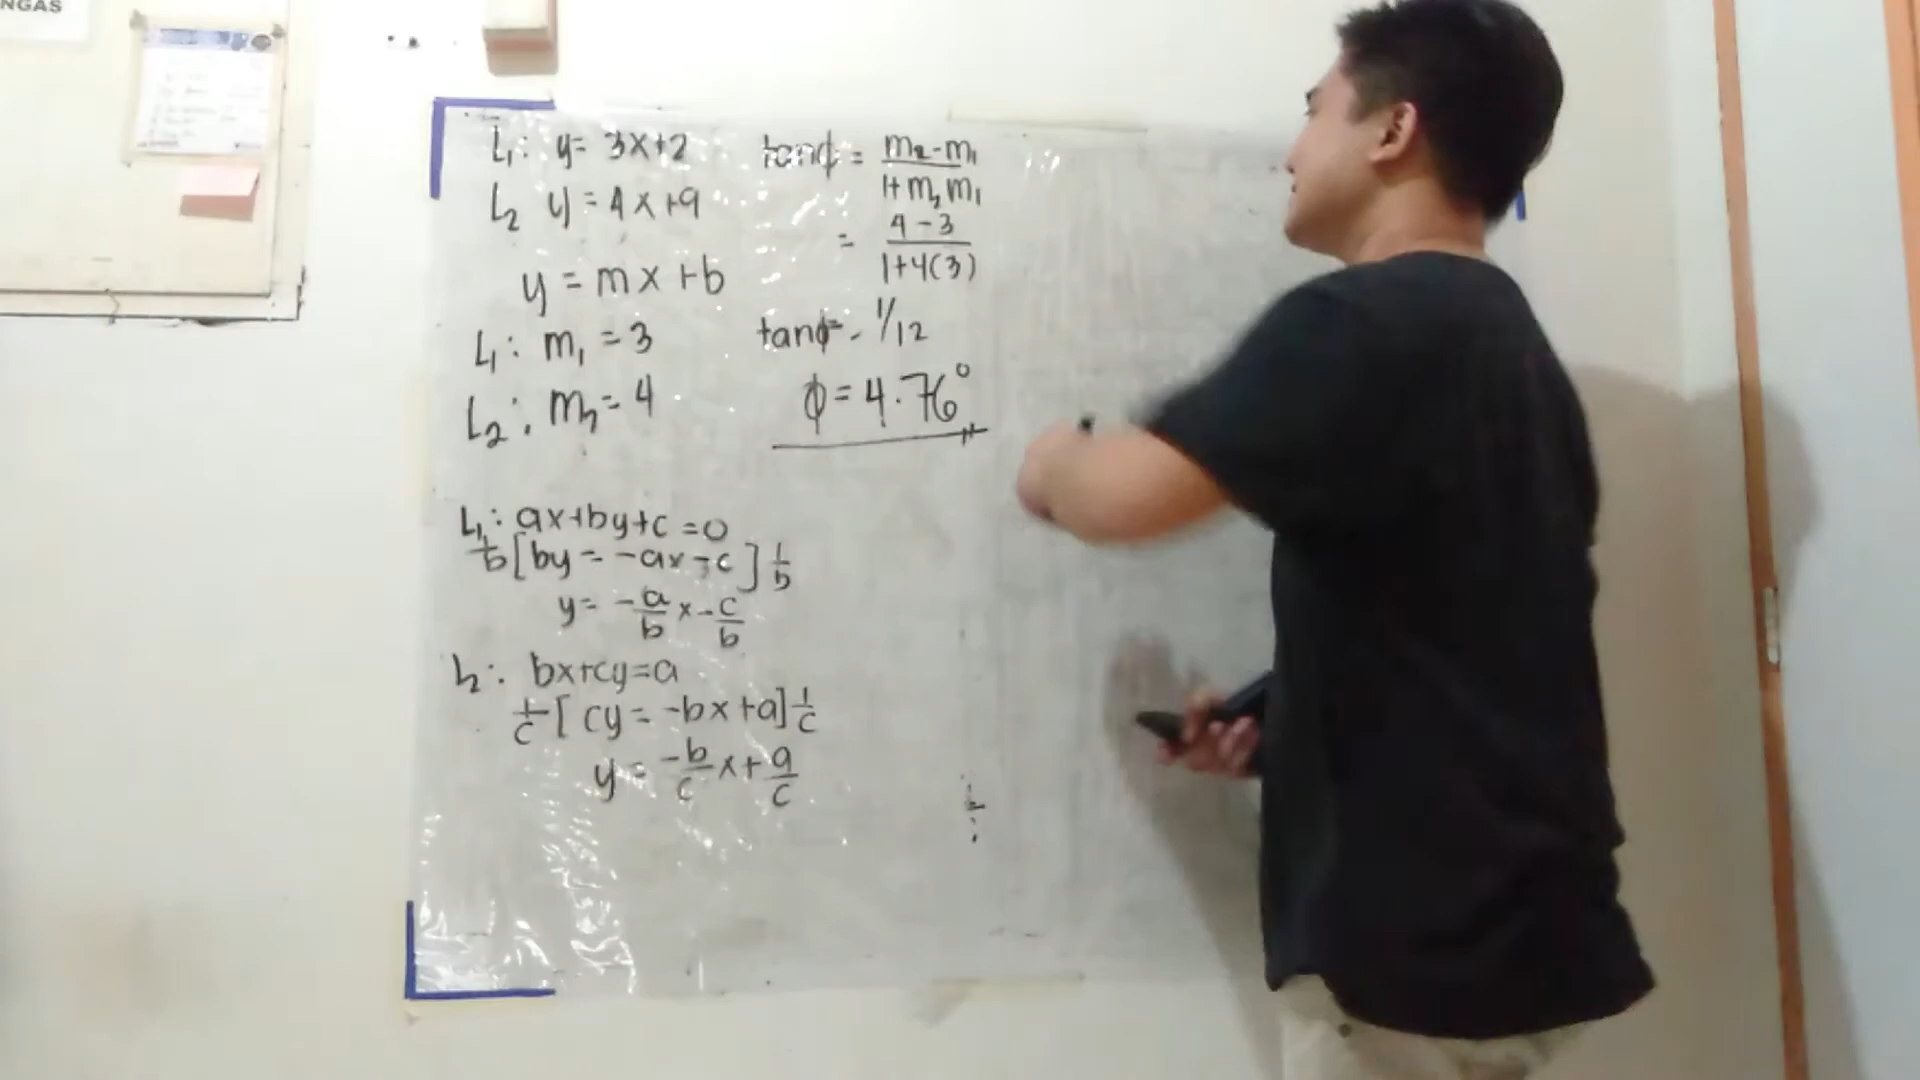 NGAS
L₁: y= 3x+2
L₂ y = 4x+9
y = mx+b
L₁: m₁ = 3
L₂: m₂ = 4
tanϕ = m₂-m₁ / 1+m₂m₁
= 4-3 / 1+4(3)
tanϕ= 1/12
ϕ = 4.76°
L₁: ax+by+c=0
1/b [by = -ax-c] 1/b
y= -a/b x - c/b
L₂: bx+cy=a
1/c [cy = -bx+a] 1/c
y = -b/c x + a/c